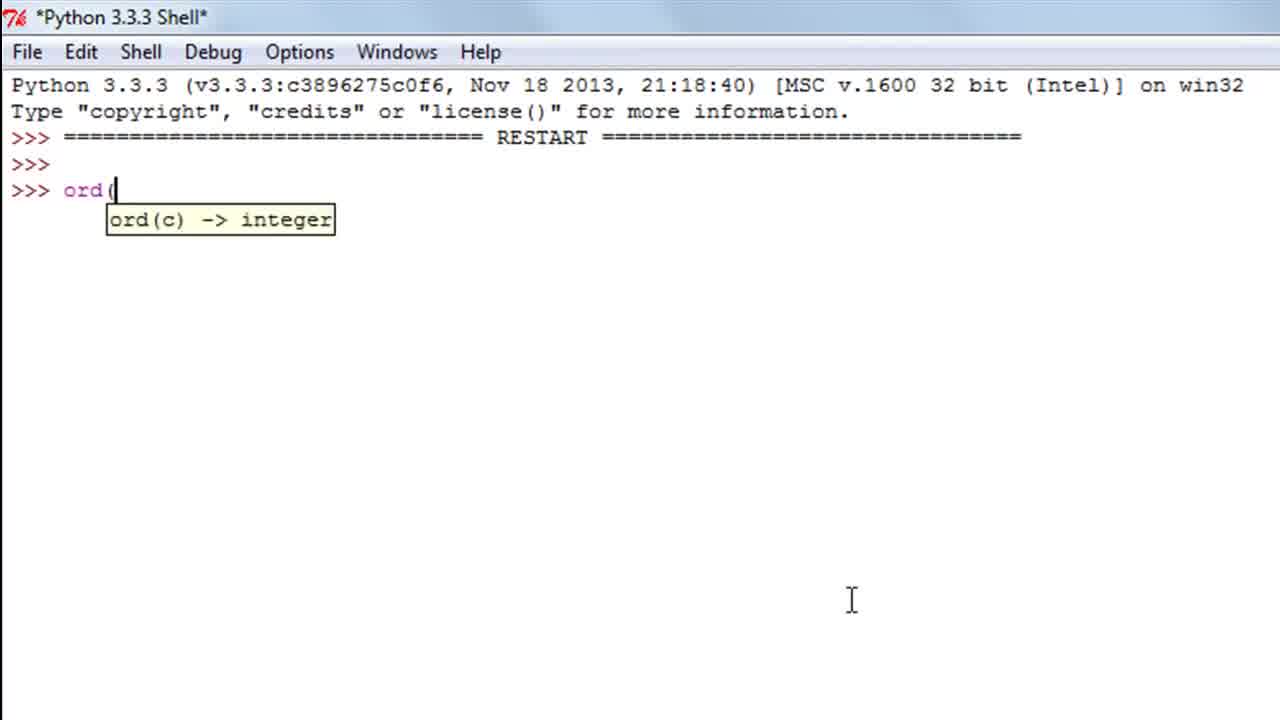 *Python 3.3.3 Shell*
File Edit Shell Debug Options Windows Help
Python 3.3.3 (v3.3.3:c3896275c0f6, Nov 18 2013, 21:18:40) [MSC v.1600 32 bit (Intel)] on win32
Type "copyright", "credits" or "license()" for more information.
>>> ================================ RESTART ================================
>>>
>>> ord(
ord(c) -> integer